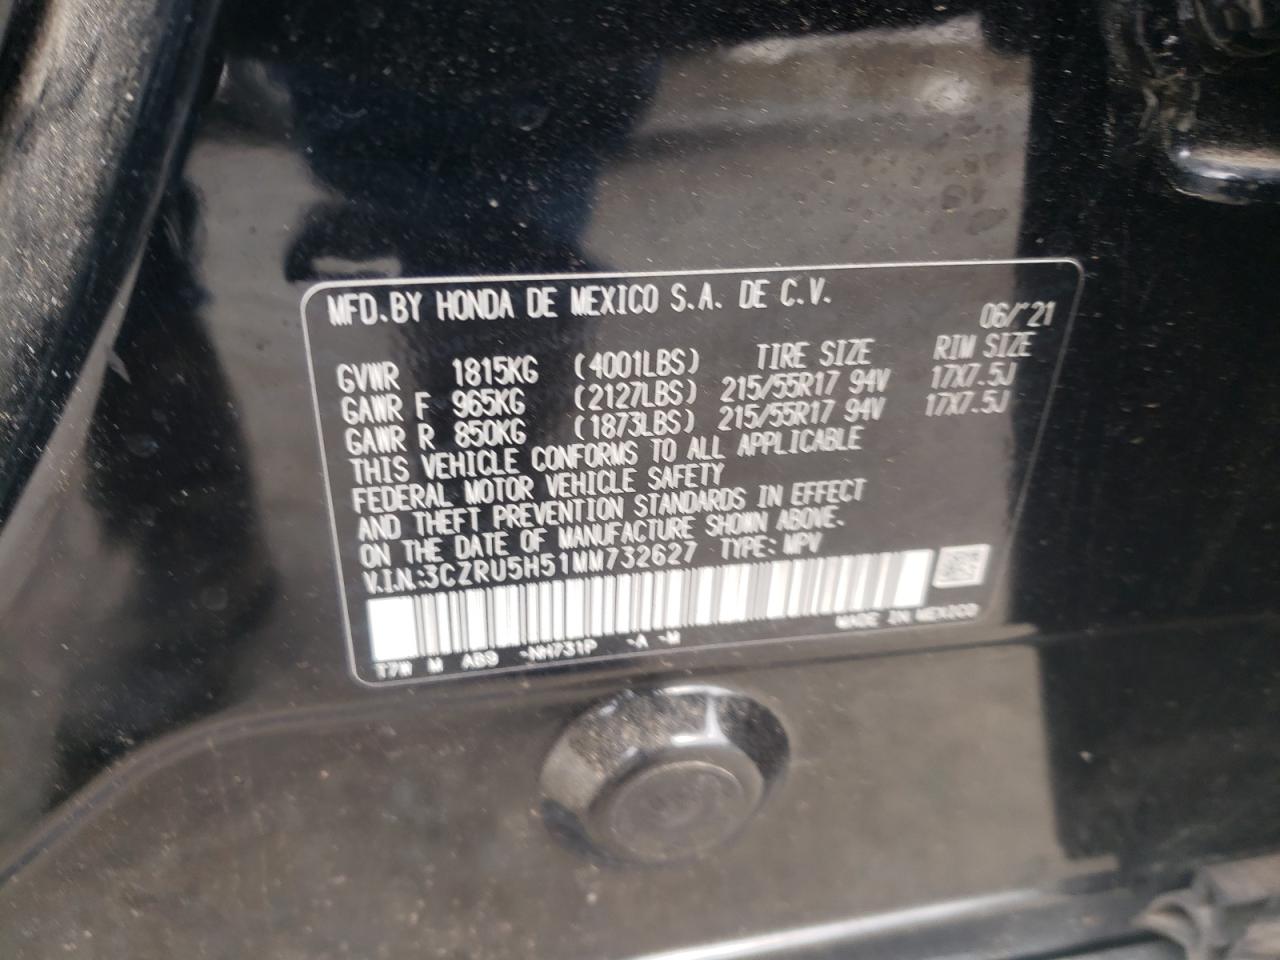 MFD.BY HONDA DE MEXICO S.A. DE C.V.
06/'21
GVWR 1815KG (4001LBS) TIRE SIZE RIM SIZE
GAWR F 965KG (2127LBS) 215/55R17 94V 17X7.5J
GAWR R 850KG (1873LBS) 215/55R17 94V 17X7.5J
THIS VEHICLE CONFORMS TO ALL APPLICABLE
FEDERAL MOTOR VEHICLE SAFETY
AND THEFT PREVENTION STANDARDS IN EFFECT
ON THE DATE OF MANUFACTURE SHOWN ABOVE.
V.I.N.:3CZRU5H51MM732627 TYPE: MPV
MADE IN MEXICO
T7W M AB9 -NH731P -A -M